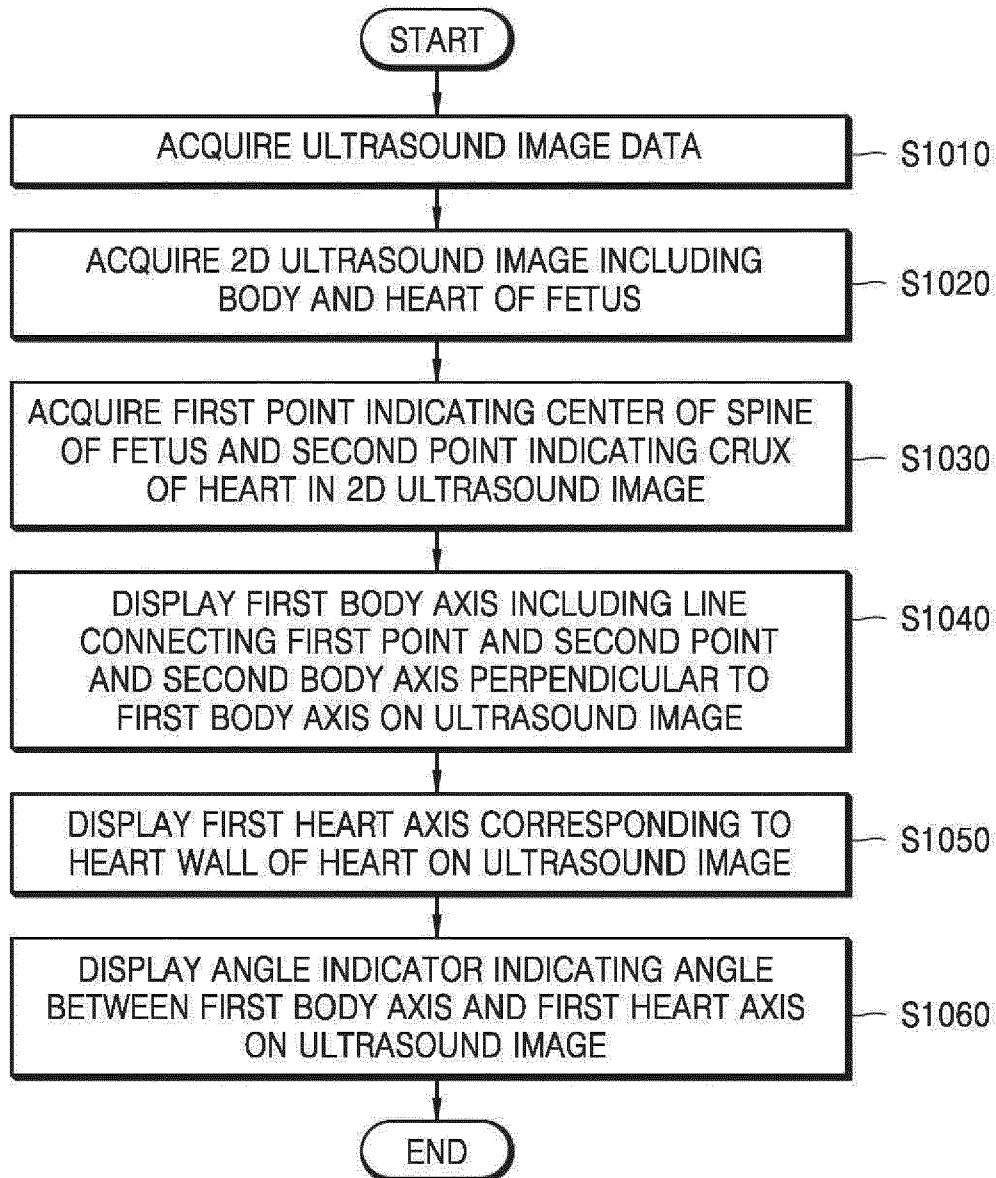 START
ACQUIRE ULTRASOUND IMAGE DATA
S1010
ACQUIRE 2D ULTRASOUND IMAGE INCLUDING
BODY AND HEART OF FETUS
S1020
ACQUIRE FIRST POINT INDICATING CENTER OF SPINE
OF FETUS AND SECOND POINT INDICATING CRUX
OF HEART IN 2D ULTRASOUND IMAGE
S1030
DISPLAY FIRST BODY AXIS INCLUDING LINE
CONNECTING FIRST POINT AND SECOND POINT
AND SECOND BODY AXIS PERPENDICULAR TO
FIRST BODY AXIS ON ULTRASOUND IMAGE
S1040
DISPLAY FIRST HEART AXIS CORRESPONDING TO
HEART WALL OF HEART ON ULTRASOUND IMAGE
S1050
DISPLAY ANGLE INDICATOR INDICATING ANGLE
BETWEEN FIRST BODY AXIS AND FIRST HEART AXIS
ON ULTRASOUND IMAGE
S1060
END